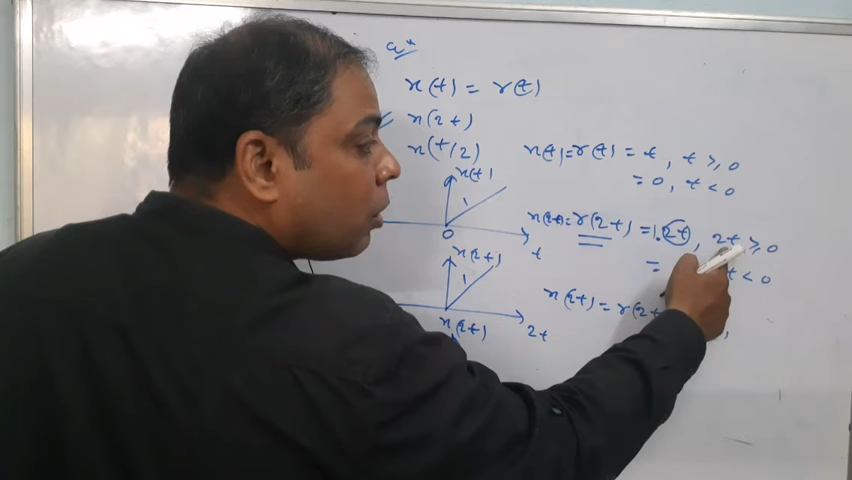 Q*
x(t) = r(t)
x(2t)
x(t/2)
x(t) = r(t) = t , t ≥ 0
= 0 , t < 0
x(t)
1
0
t
x(2t) = r(2t) = 1.2t , 2t ≥ 0
= t < 0
x(2t)
1
2t
x(2t) = r(2t ,
x(2t)